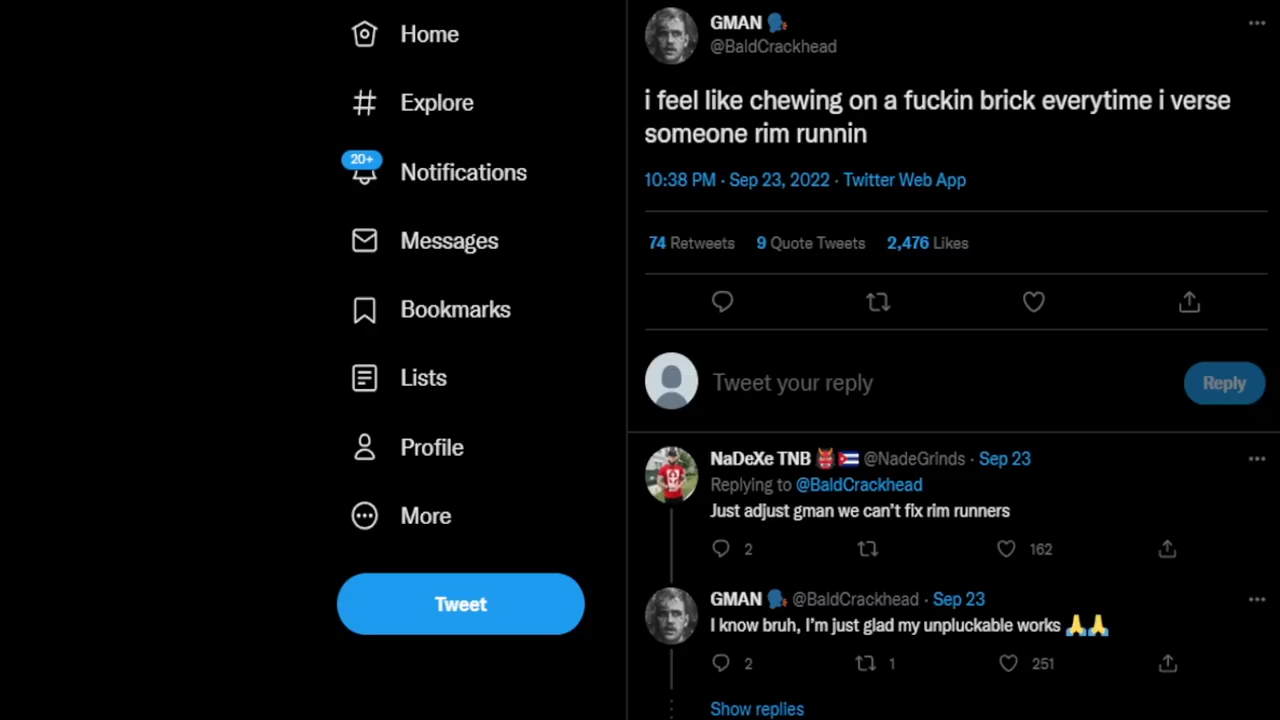 Home
Explore
20+
Notifications
Messages
Bookmarks
Lists
Profile
More
Tweet
GMAN 🗣
@BaldCrackhead
i feel like chewing on a fuckin brick everytime i verse
someone rim runnin
10:38 PM · Sep 23, 2022 · Twitter Web App
74 Retweets 9 Quote Tweets 2,476 Likes
Tweet your reply
Reply
NaDeXe TNB 👹🇨🇺 @NadeGrinds · Sep 23
Replying to @BaldCrackhead
Just adjust gman we can't fix rim runners
2 162
GMAN 🗣 @BaldCrackhead · Sep 23
I know bruh, I'm just glad my unpluckable works 🙏🙏
2 1 251
Show replies